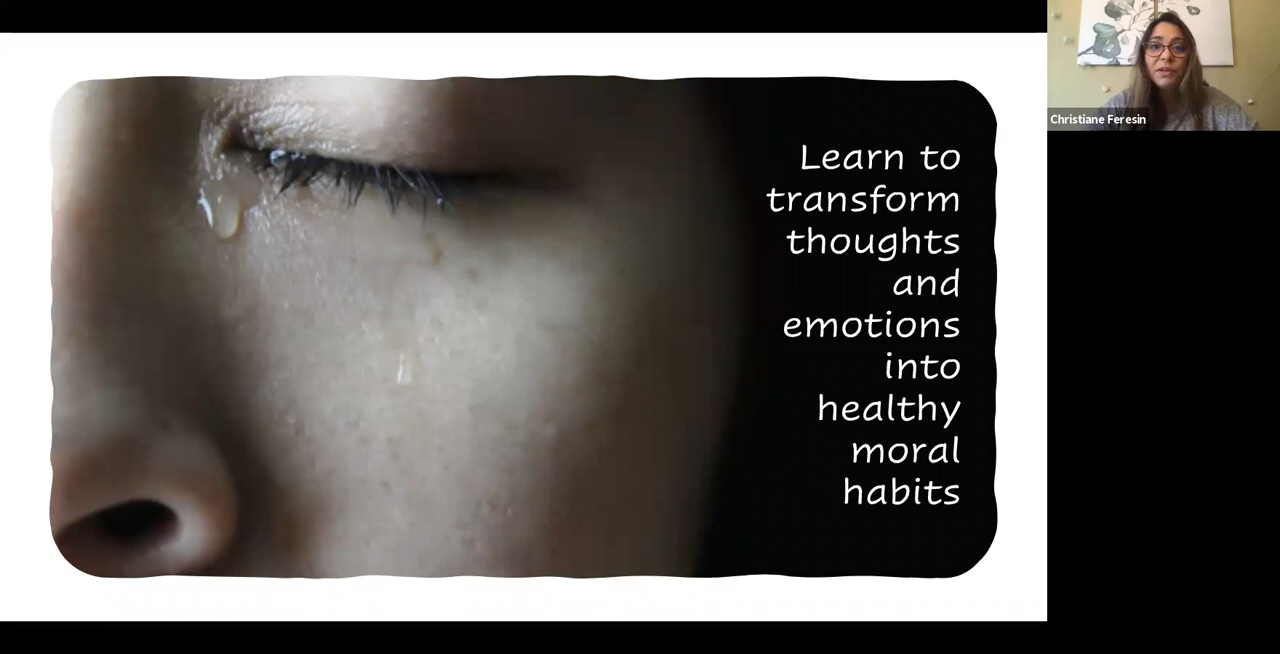 Learn to
transform
thoughts
and
emotions
into
healthy
moral
habits
Christiane Feresin